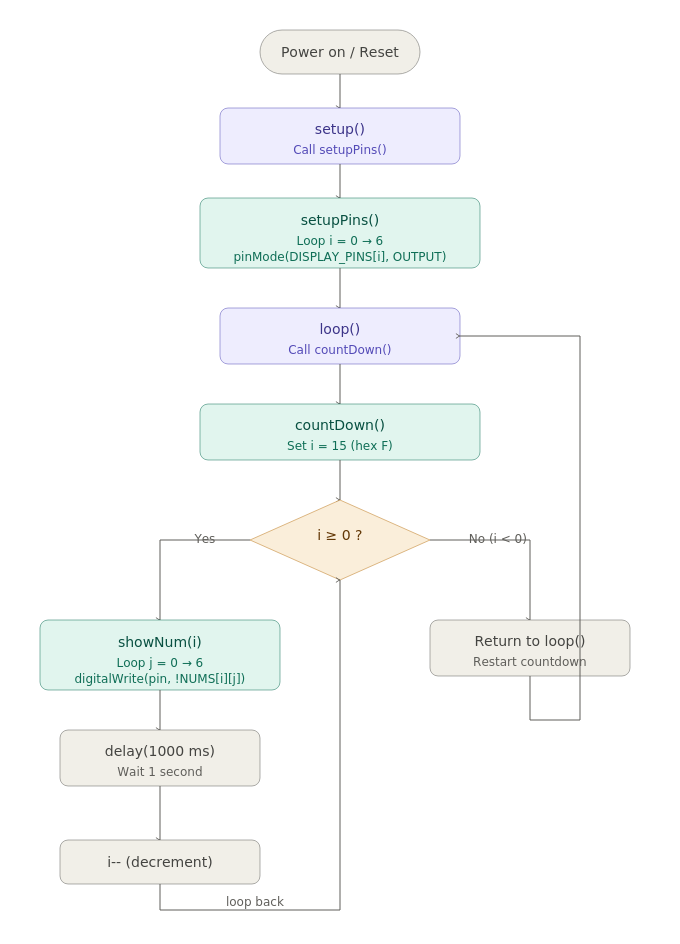 Power on / Reset
setup()
Call setupPins()
setupPins()
Loop i = 0 → 6
pinMode(DISPLAY_PINS[i], OUTPUT)
loop()
Call countDown()
countDown()
Set i = 15 (hex F)
i ≥ 0 ?
Yes
No (i < 0)
showNum(i)
Loop j = 0 → 6
digitalWrite(pin, !NUMS[i][j])
Return to loop()
Restart countdown
delay(1000 ms)
Wait 1 second
i-- (decrement)
loop back